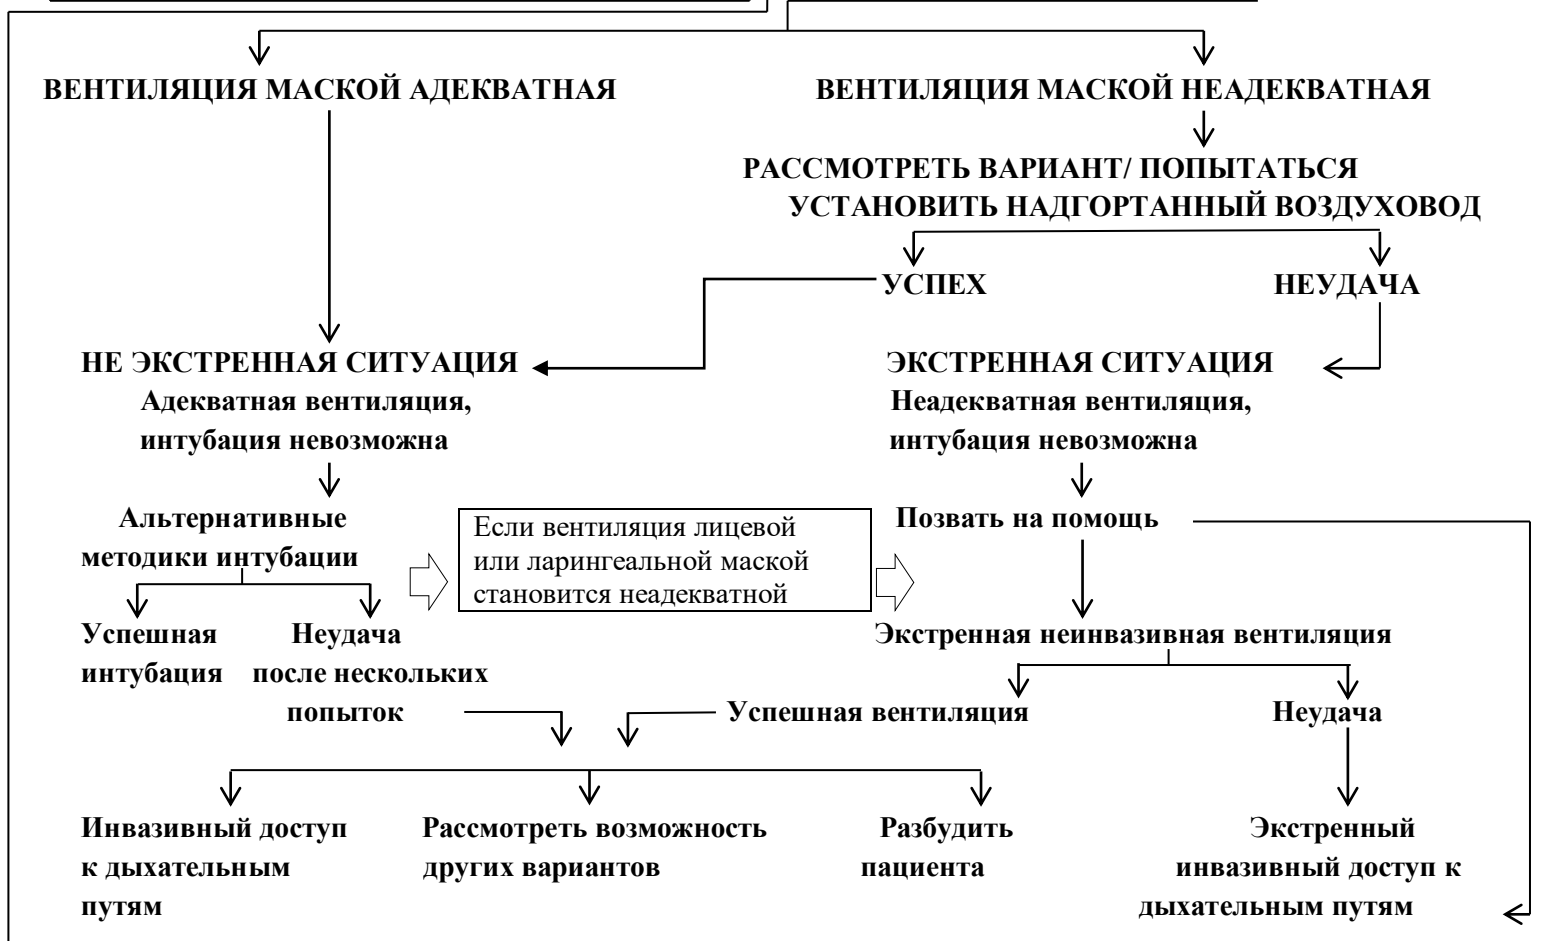 ВЕНТИЛЯЦИЯ МАСКОЙ АДЕКВАТНАЯ
ВЕНТИЛЯЦИЯ МАСКОЙ НЕАДЕКВАТНАЯ
РАССМОТРЕТЬ ВАРИАНТ/ ПОПЫТАТЬСЯ
УСТАНОВИТЬ НАДГОРТАННЫЙ ВОЗДУХОВОД
УСПЕХ
НЕУДАЧА
НЕ ЭКСТРЕННАЯ СИТУАЦИЯ
Адекватная вентиляция,
интубация невозможна
ЭКСТРЕННАЯ СИТУАЦИЯ
Неадекватная вентиляция,
интубация невозможна
Альтернативные
методики интубации
Если вентиляция лицевой
или ларингеальной маской
становится неадекватной
Позвать на помощь
Успешная
интубация
Неудача
после нескольких
попыток
Экстренная неинвазивная вентиляция
Успешная вентиляция
Неудача
Инвазивный доступ
к дыхательным
путям
Рассмотреть возможность
других вариантов
Разбудить
пациента
Экстренный
инвазивный доступ к
дыхательным путям